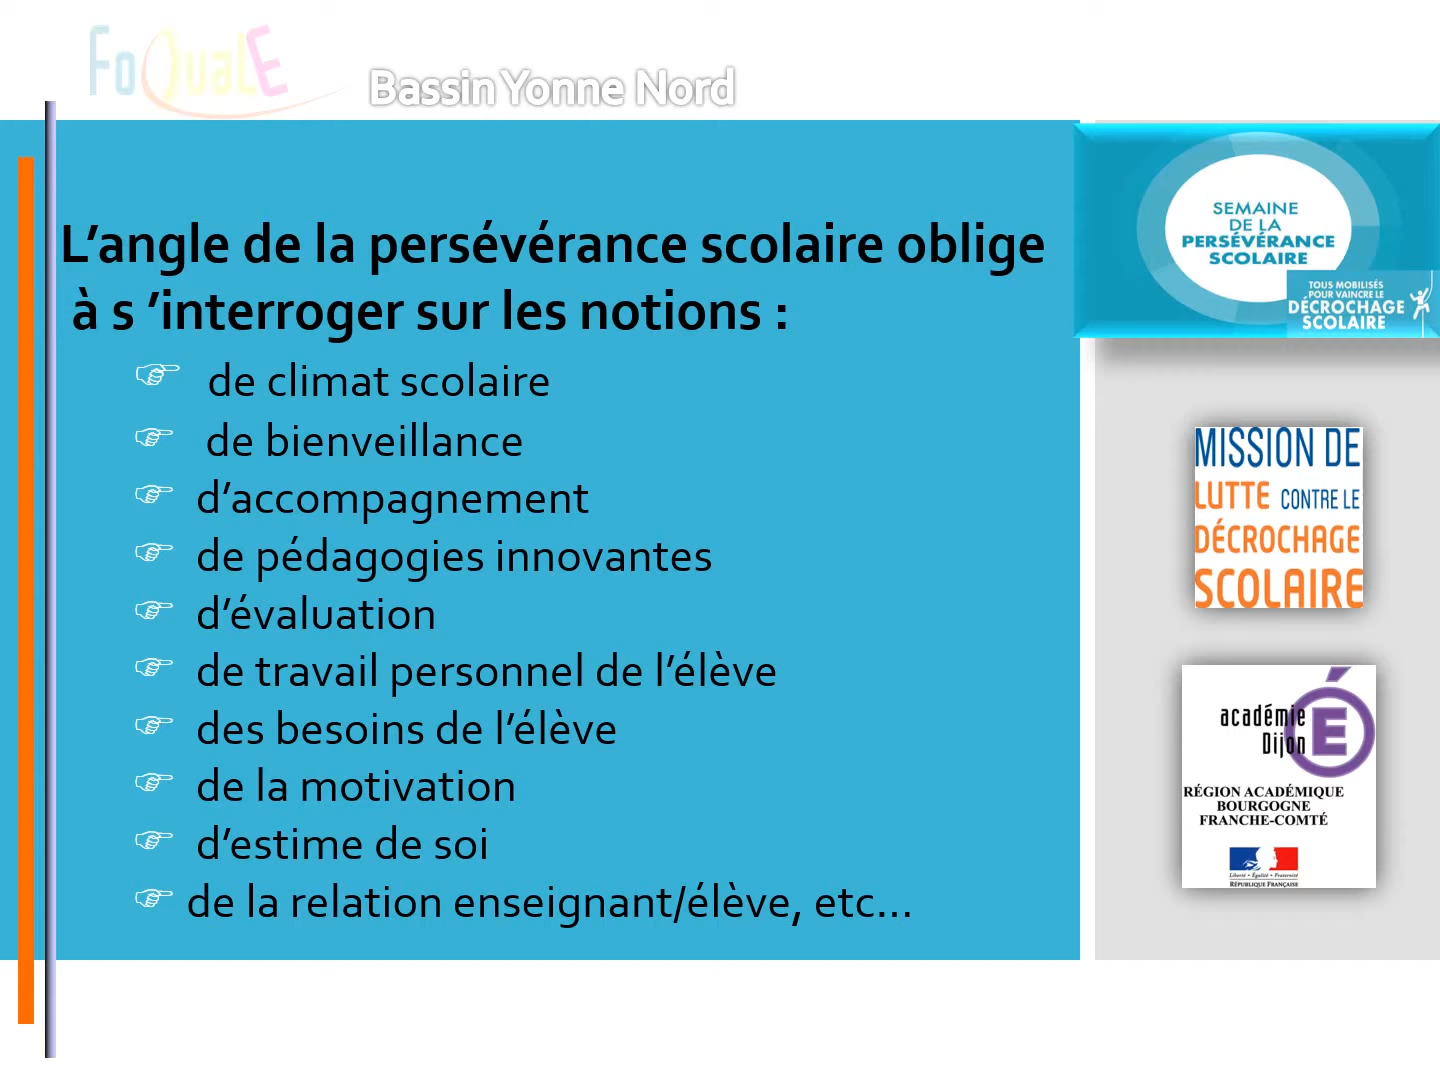 FoQualE
Bassin Yonne Nord
L’angle de la persévérance scolaire oblige
à s ’interroger sur les notions :
de climat scolaire
de bienveillance
d’accompagnement
de pédagogies innovantes
d’évaluation
de travail personnel de l’élève
des besoins de l’élève
de la motivation
d’estime de soi
de la relation enseignant/élève, etc...
SEMAINE
DE LA
PERSÉVÉRANCE
SCOLAIRE
TOUS MOBILISÉS
POUR VAINCRE LE
DÉCROCHAGE
SCOLAIRE
MISSION DE
LUTTE CONTRE LE
DÉCROCHAGE
SCOLAIRE
académie
Dijon
É
RÉGION ACADÉMIQUE
BOURGOGNE
FRANCHE-COMTÉ
Liberté • Égalité • Fraternité
RÉPUBLIQUE FRANÇAISE